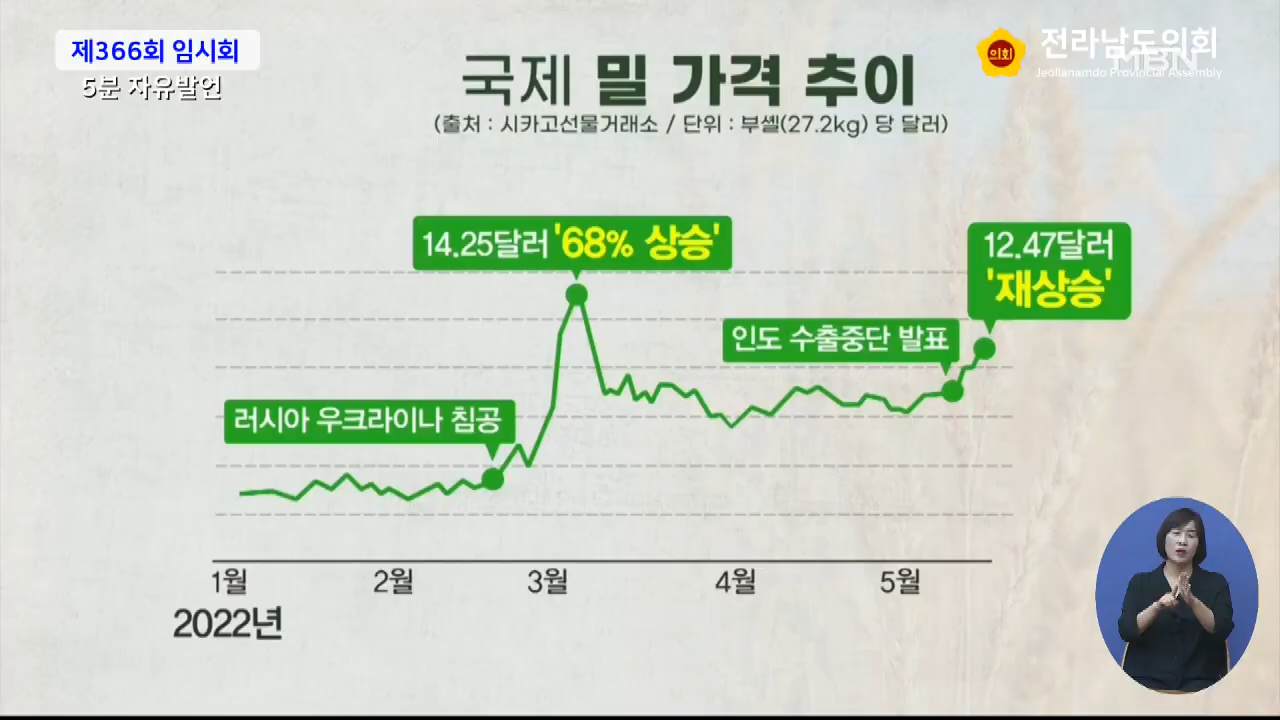 제366회 임시회
5분 자유발언
의회
전라남도의회
MBN
Jeollanamdo Provincial Assembly
국제 밀 가격 추이
(출처 : 시카고선물거래소 / 단위 : 부셸(27.2kg) 당 달러)
14.25달러 '68% 상승'
12.47달러
'재상승'
인도 수출중단 발표
러시아 우크라이나 침공
1월 2월 3월 4월 5월
2022년